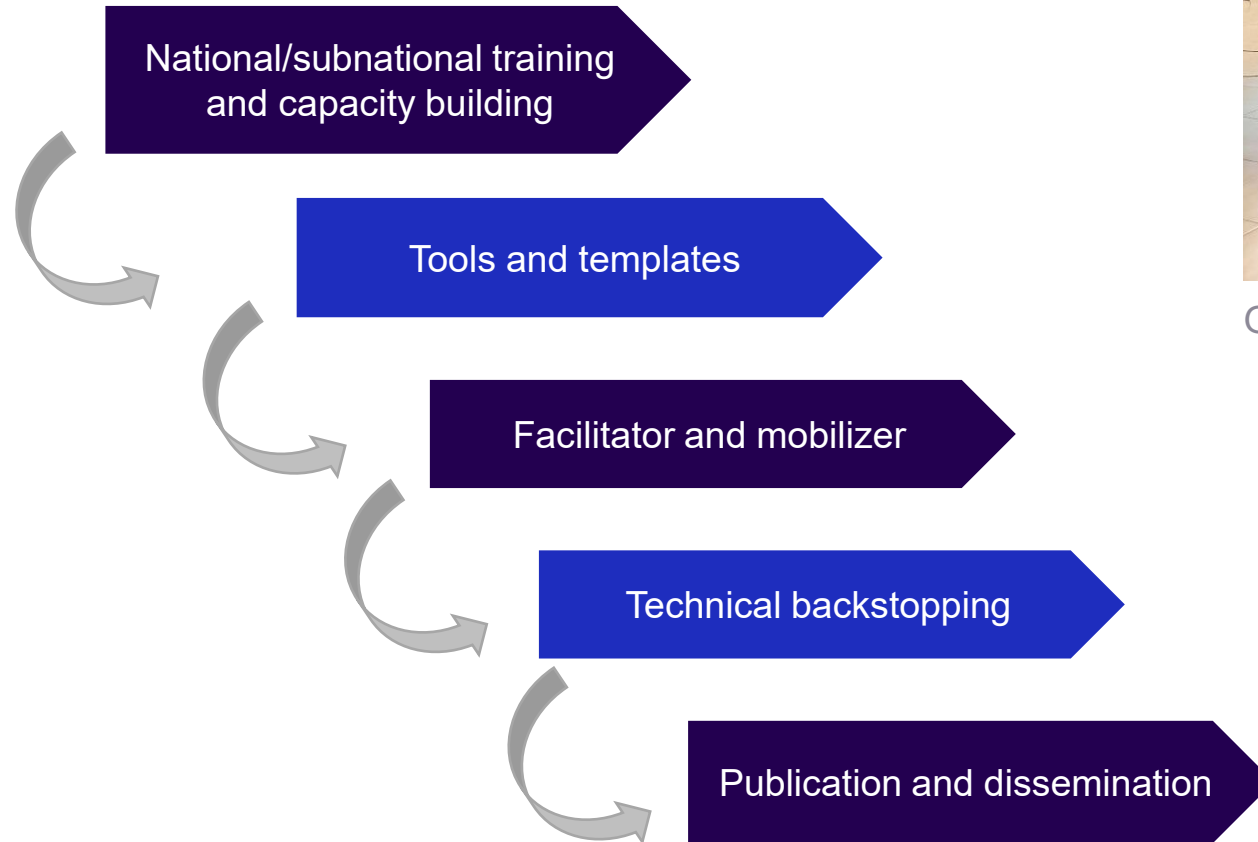 National/subnational training
and capacity building
Tools and templates
Facilitator and mobilizer
Technical backstopping
Publication and dissemination